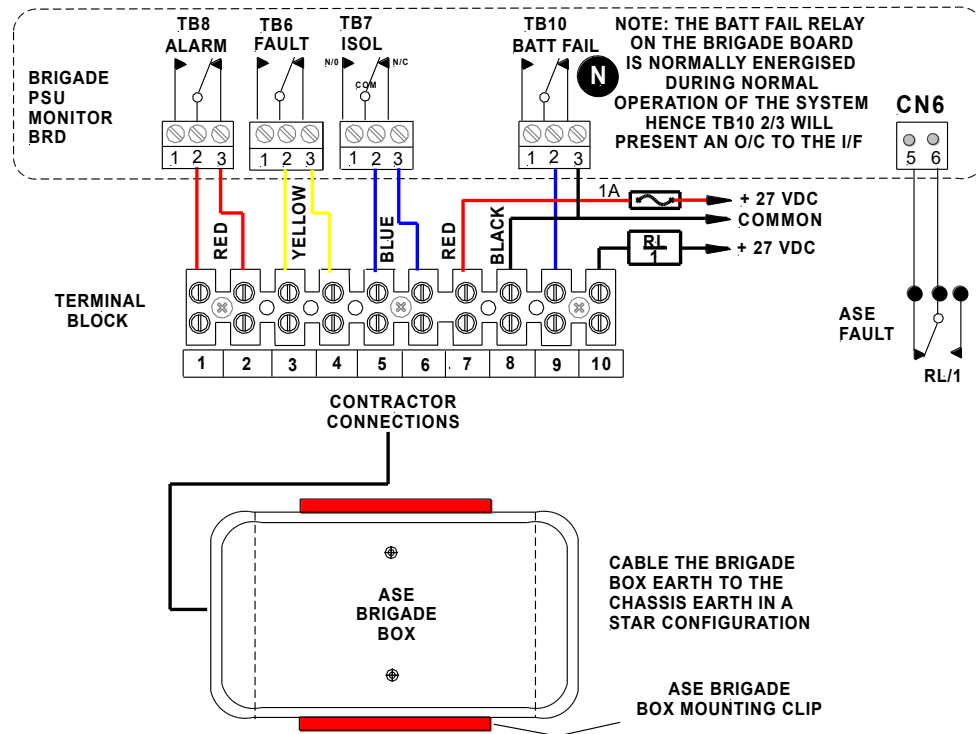 TB8
ALARM
TB6
FAULT
TB7
ISOL
N/0
N/C
COM
TB10
BATT FAIL
N
NOTE: THE BATT FAIL RELAY
ON THE BRIGADE BOARD
IS NORMALLY ENERGISED
DURING NORMAL
OPERATION OF THE SYSTEM
HENCE TB10 2/3 WILL
PRESENT AN O/C TO THE I/F
BRIGADE
PSU
MONITOR
BRD
CN6
1 2 3
1 2 3
1 2 3
1 2 3
5 6
RED
YELLOW
BLUE
RED
BLACK
1A
+ 27 VDC
COMMON
RL
1
+ 27 VDC
TERMINAL
BLOCK
1 2 3 4 5 6 7 8 9 10
ASE
FAULT
RL/1
CONTRACTOR
CONNECTIONS
ASE
BRIGADE
BOX
CABLE THE BRIGADE
BOX EARTH TO THE
CHASSIS EARTH IN A
STAR CONFIGURATION
ASE BRIGADE
BOX MOUNTING CLIP